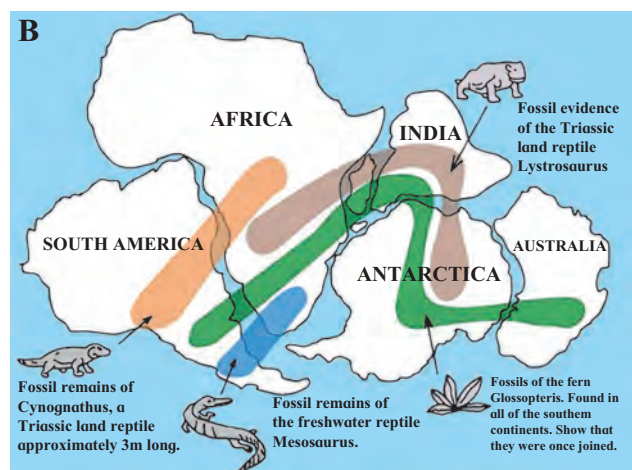 B
AFRICA
INDIA
Fossil evidence
of the Triassic
land reptile
Lystrosaurus
SOUTH AMERICA
ANTARCTICA
AUSTRALIA
Fossil remains of
Cynognathus, a
Triassic land reptile
approximately 3m long.
Fossil remains of
the freshwater reptile
Mesosaurus.
Fossils of the fern
Glossopteris. Found in
all of the southem
continents. Show that
they were once joined.